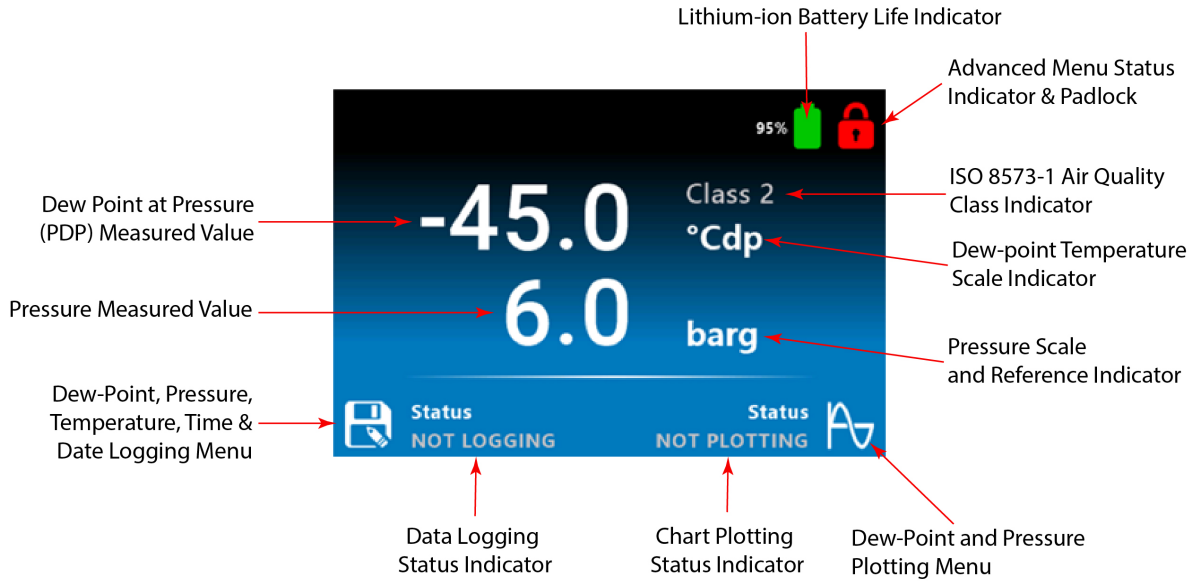 Lithium-ion Battery Life Indicator
Advanced Menu Status
Indicator & Padlock
95%
ISO 8573-1 Air Quality
Class Indicator
Dew Point at Pressure
(PDP) Measured Value
-45.0
Class 2
°Cdp
Dew-point Temperature
Scale Indicator
Pressure Measured Value
6.0
barg
Pressure Scale
and Reference Indicator
Dew-Point, Pressure,
Temperature, Time &
Date Logging Menu
Status
NOT LOGGING
Status
NOT PLOTTING
Data Logging
Status Indicator
Chart Plotting
Status Indicator
Dew-Point and Pressure
Plotting Menu